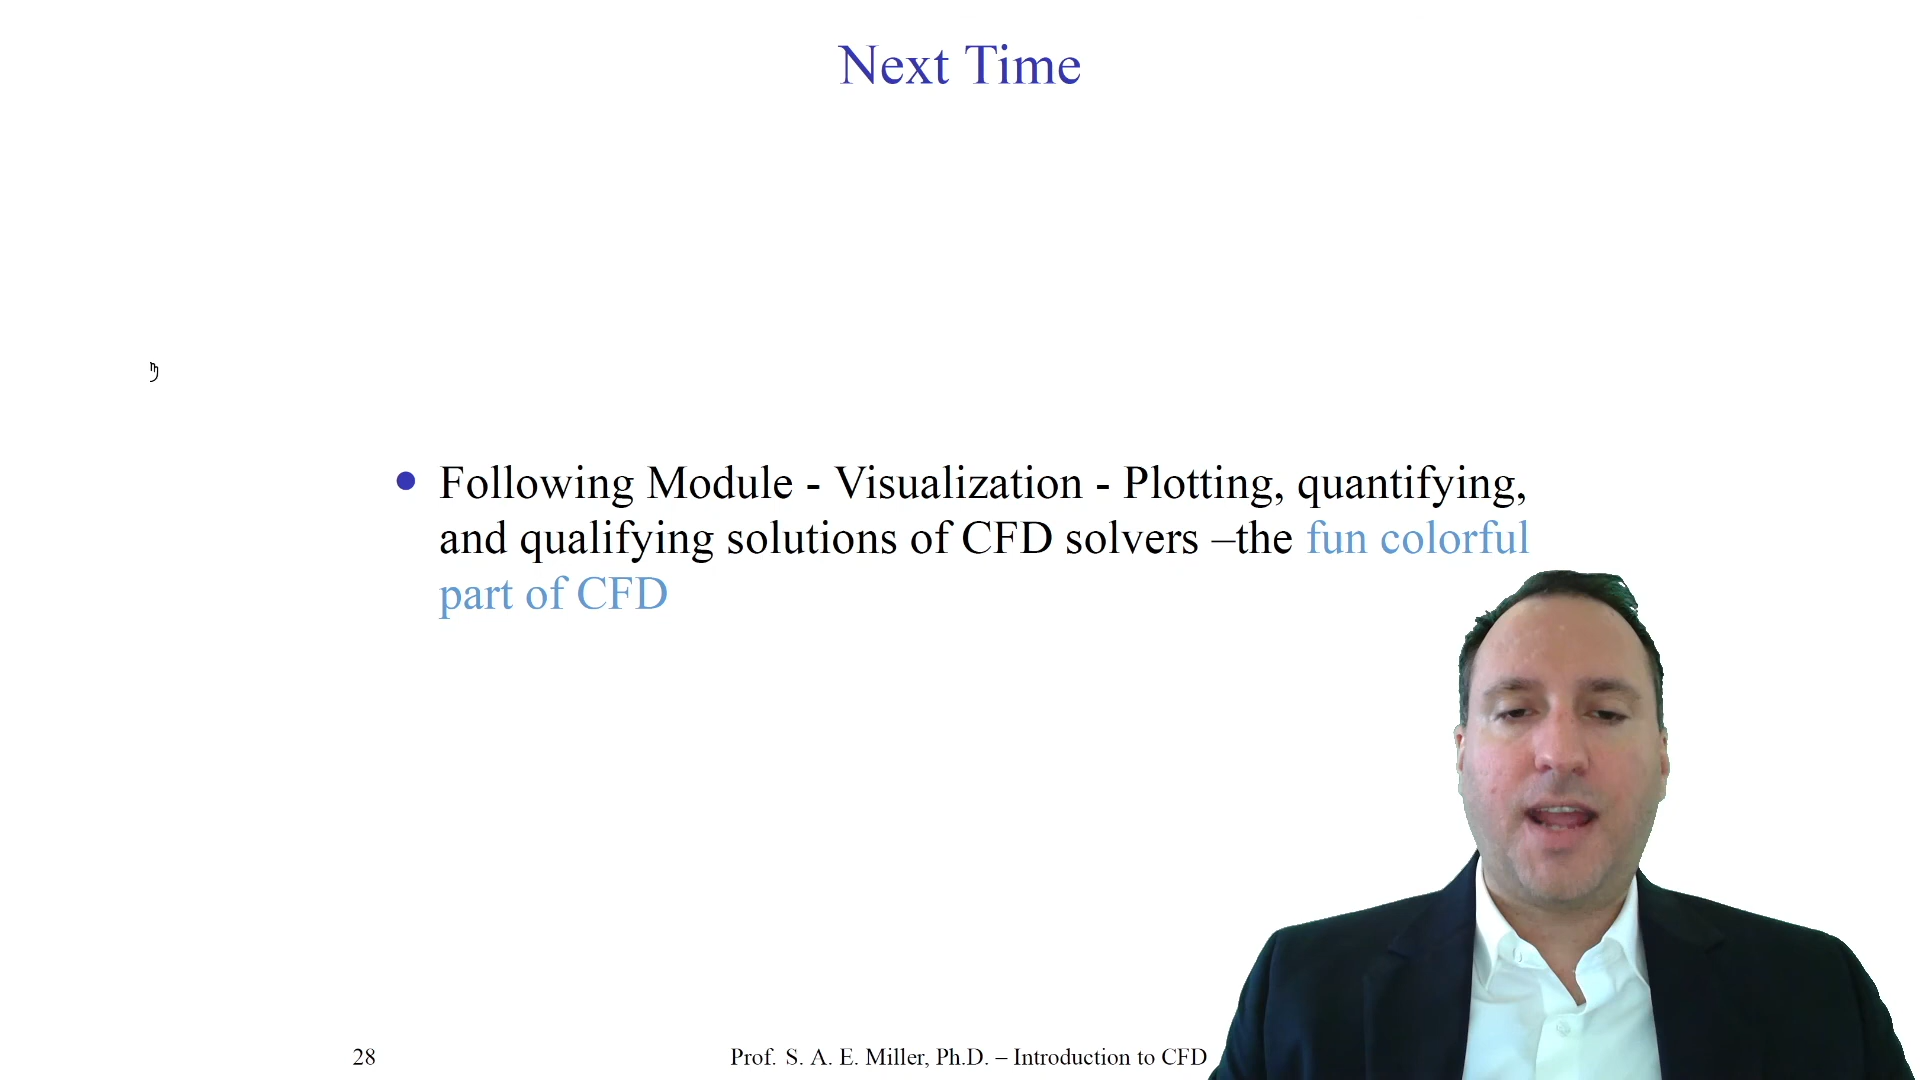 Next Time
• Following Module - Visualization - Plotting, quantifying,
and qualifying solutions of CFD solvers –the fun colorful
part of CFD
28
Prof. S. A. E. Miller, Ph.D. – Introduction to CFD